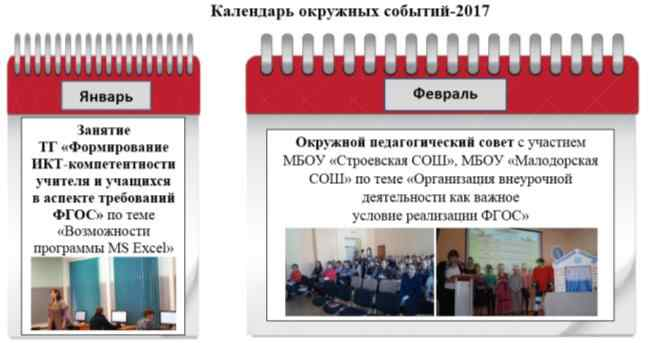 Календарь окружных событий-2017
Январь
Занятие
ТГ «Формирование
ИКТ-компетентности
учителя и учащихся
в аспекте требований
ФГОС» по теме
«Возможности
программы MS Excel»
Февраль
Окружной педагогический совет с участием
МБОУ «Строевская СОШ», МБОУ «Малодорская
СОШ» по теме «Организация внеурочной
деятельности как важное
условие реализации ФГОС»